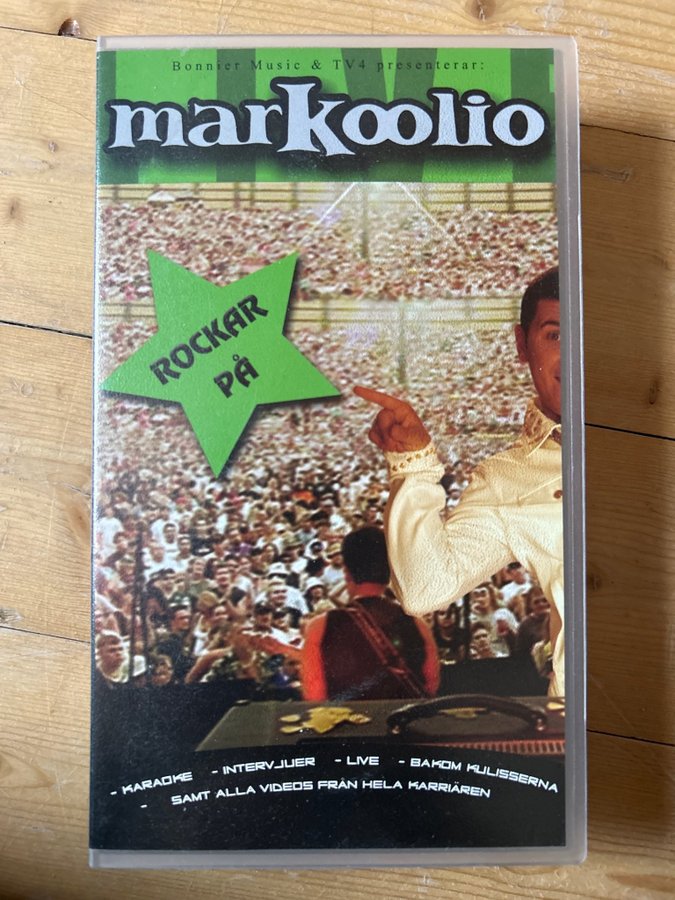 Bonnier Music & TV4 presenterar:
markoolio
ROCKAR
PÅ
- KARAOKE - INTERVJUER - LIVE - BAKOM KULISSERNA
- SAMT ALLA VIDEOS FRÅN HELA KARRIÄREN